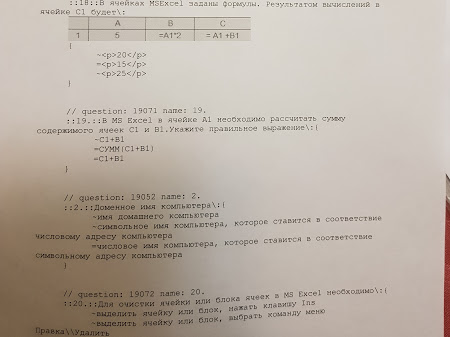 ::18::В ячейках MSExcel заданы формулы. Результатом вычислений в
ячейке C1 будет\:
A B C
1 5 =A1*2 = A1 +B1
{
~<p>20</p>
=<p>15</p>
~<p>25</p>
}
// question: 19071 name: 19.
::19.::В MS Excel в ячейке A1 необходимо рассчитать сумму
содержимого ячеек C1 и B1.Укажите правильное выражение\:{
~C1+B1
=СУММ(C1+B1)
=C1+B1
}
// question: 19052 name: 2.
::2.::Доменное имя компьютера\:{
~имя домашнего компьютера
~символьное имя компьютера, которое ставится в соответствие
числовому адресу компьютера
=числовое имя компьютера, которое ставится в соответствие
символьному адресу компьютера
}
// question: 19072 name: 20.
::20.::Для очистки ячейки или блока ячеек в MS Excel необходимо\:{
~выделить ячейку или блок, нажать клавишу Ins
~выделить ячейку или блок, выбрать команду меню
Правка\\Удалить